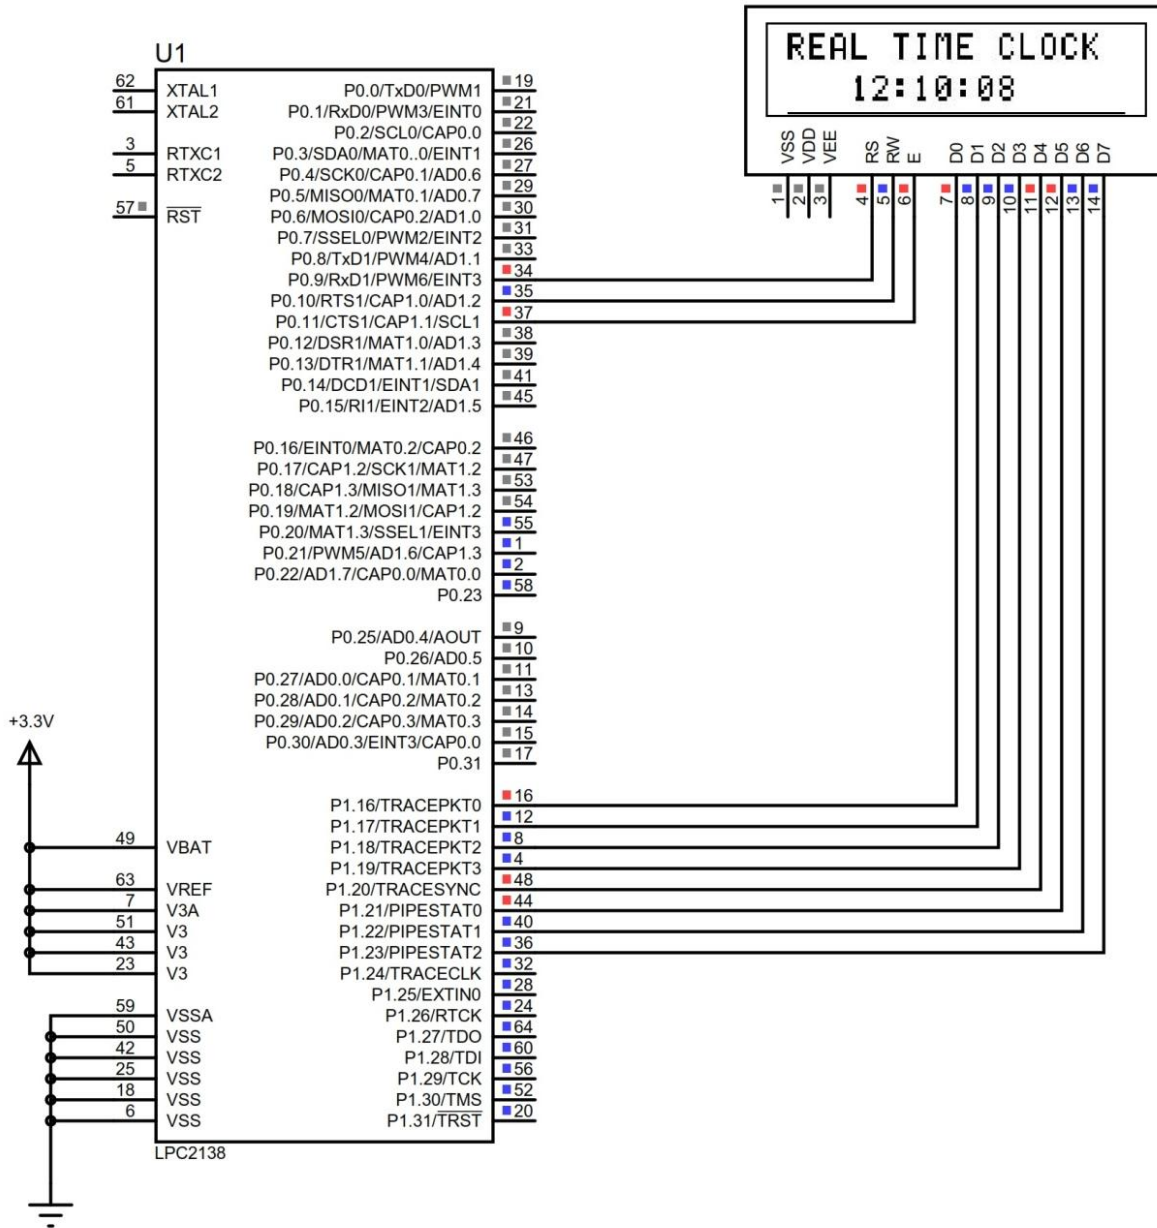 REAL TIME CLOCK
12:10:08
VSS
VDD
VEE
RS
RW
E
D0
D1
D2
D3
D4
D5
D6
D7
1
2
3
4
5
6
7
8
9
10
11
12
13
14
U1
62 XTAL1
61 XTAL2
3 RTXC1
5 RTXC2
57 RST
P0.0/TxD0/PWM1 19
P0.1/RxD0/PWM3/EINT0 21
P0.2/SCL0/CAP0.0 22
P0.3/SDA0/MAT0..0/EINT1 26
P0.4/SCK0/CAP0.1/AD0.6 27
P0.5/MISO0/MAT0.1/AD0.7 29
P0.6/MOSI0/CAP0.2/AD1.0 30
P0.7/SSEL0/PWM2/EINT2 31
P0.8/TxD1/PWM4/AD1.1 33
P0.9/RxD1/PWM6/EINT3 34
P0.10/RTS1/CAP1.0/AD1.2 35
P0.11/CTS1/CAP1.1/SCL1 37
P0.12/DSR1/MAT1.0/AD1.3 38
P0.13/DTR1/MAT1.1/AD1.4 39
P0.14/DCD1/EINT1/SDA1 41
P0.15/RI1/EINT2/AD1.5 45
P0.16/EINT0/MAT0.2/CAP0.2 46
P0.17/CAP1.2/SCK1/MAT1.2 47
P0.18/CAP1.3/MISO1/MAT1.3 53
P0.19/MAT1.2/MOSI1/CAP1.2 54
P0.20/MAT1.3/SSEL1/EINT3 55
P0.21/PWM5/AD1.6/CAP1.3 1
P0.22/AD1.7/CAP0.0/MAT0.0 2
P0.23 58
P0.25/AD0.4/AOUT 9
P0.26/AD0.5 10
P0.27/AD0.0/CAP0.1/MAT0.1 11
P0.28/AD0.1/CAP0.2/MAT0.2 13
P0.29/AD0.2/CAP0.3/MAT0.3 14
P0.30/AD0.3/EINT3/CAP0.0 15
P0.31 17
+3.3V
P1.16/TRACEPKT0 16
P1.17/TRACEPKT1 12
49 VBAT P1.18/TRACEPKT2 8
P1.19/TRACEPKT3 4
63 VREF P1.20/TRACESYNC 48
7 V3A P1.21/PIPESTAT0 44
51 V3 P1.22/PIPESTAT1 40
43 V3 P1.23/PIPESTAT2 36
23 V3 P1.24/TRACECLK 32
P1.25/EXTIN0 28
59 VSSA P1.26/RTCK 24
50 VSS P1.27/TDO 64
42 VSS P1.28/TDI 60
25 VSS P1.29/TCK 56
18 VSS P1.30/TMS 52
6 VSS P1.31/TRST 20
LPC2138